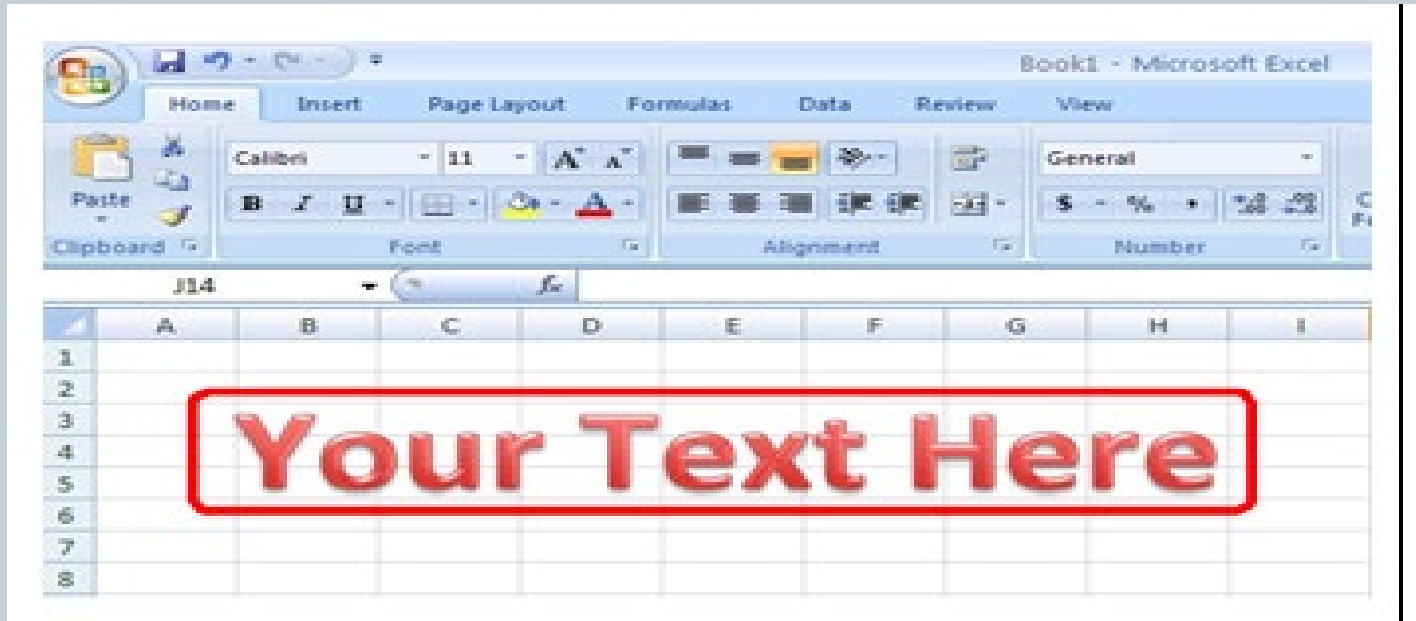 Book1 - Microsoft Excel
Home Insert Page Layout Formulas Data Review View
Calibri 11 A A General
Paste B I U A $ % ,
Clipboard Font Alignment Number
J14 fx
A B C D E F G H I
1
2
3
4
5
6
7
8
Your Text Here